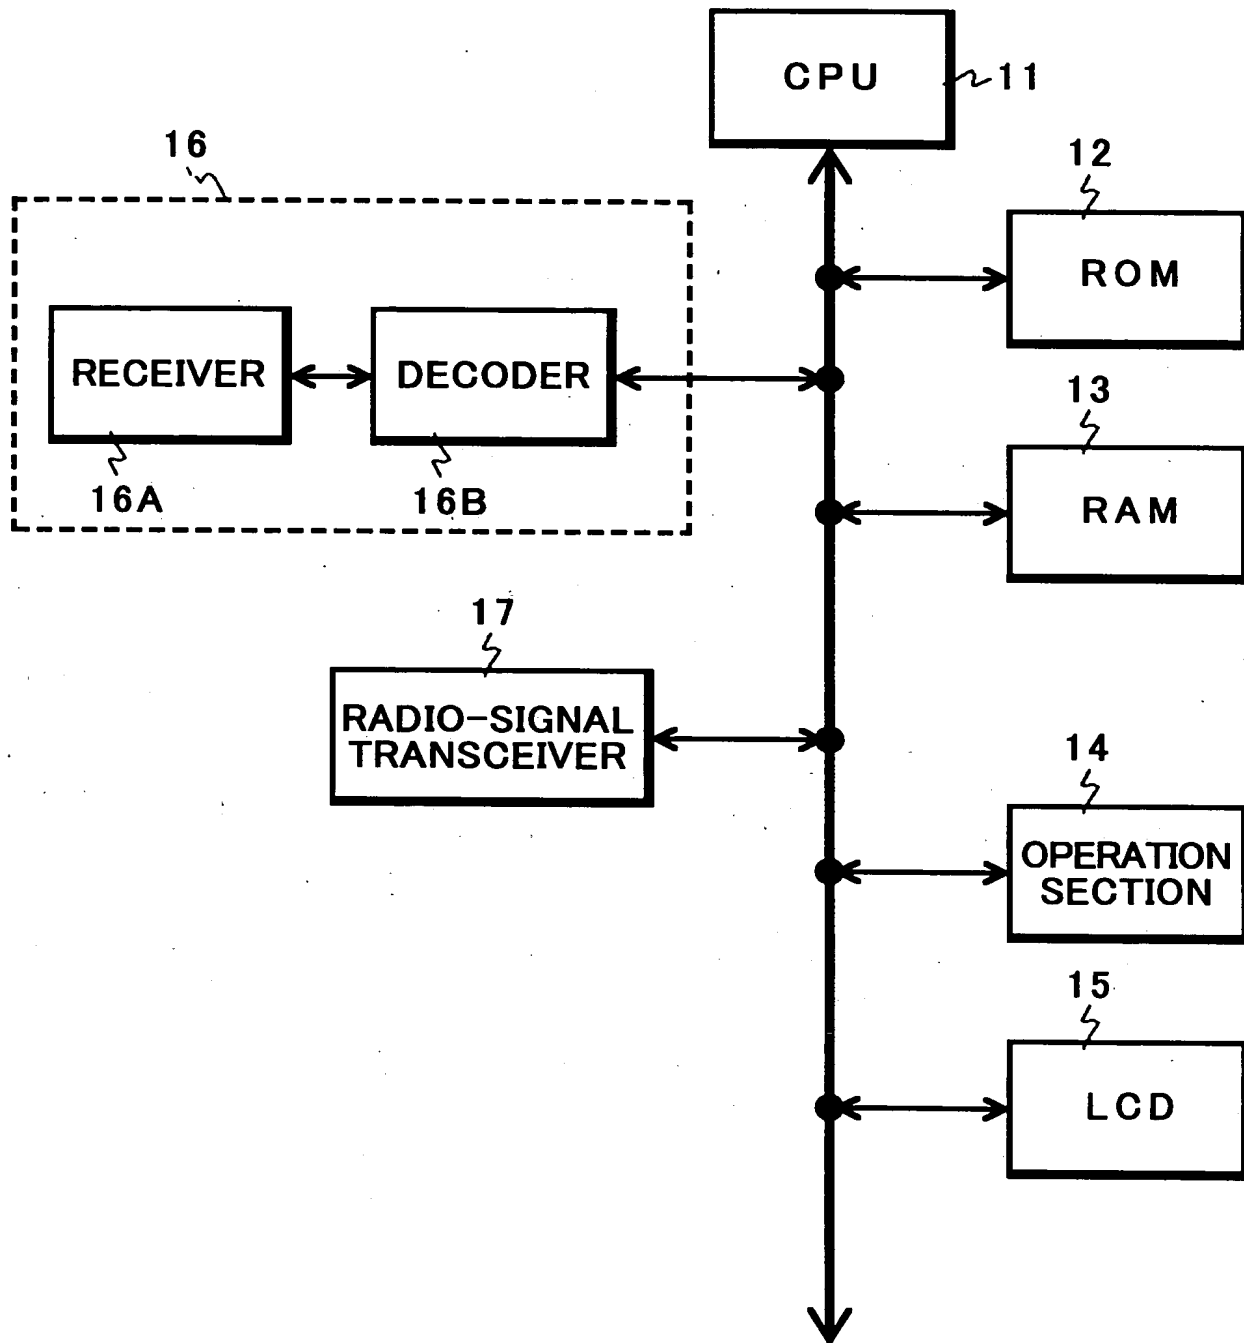 CPU
11
16
12
ROM
RECEIVER
DECODER
16A
16B
13
RAM
17
RADIO-SIGNAL
TRANSCEIVER
14
OPERATION
SECTION
15
LCD